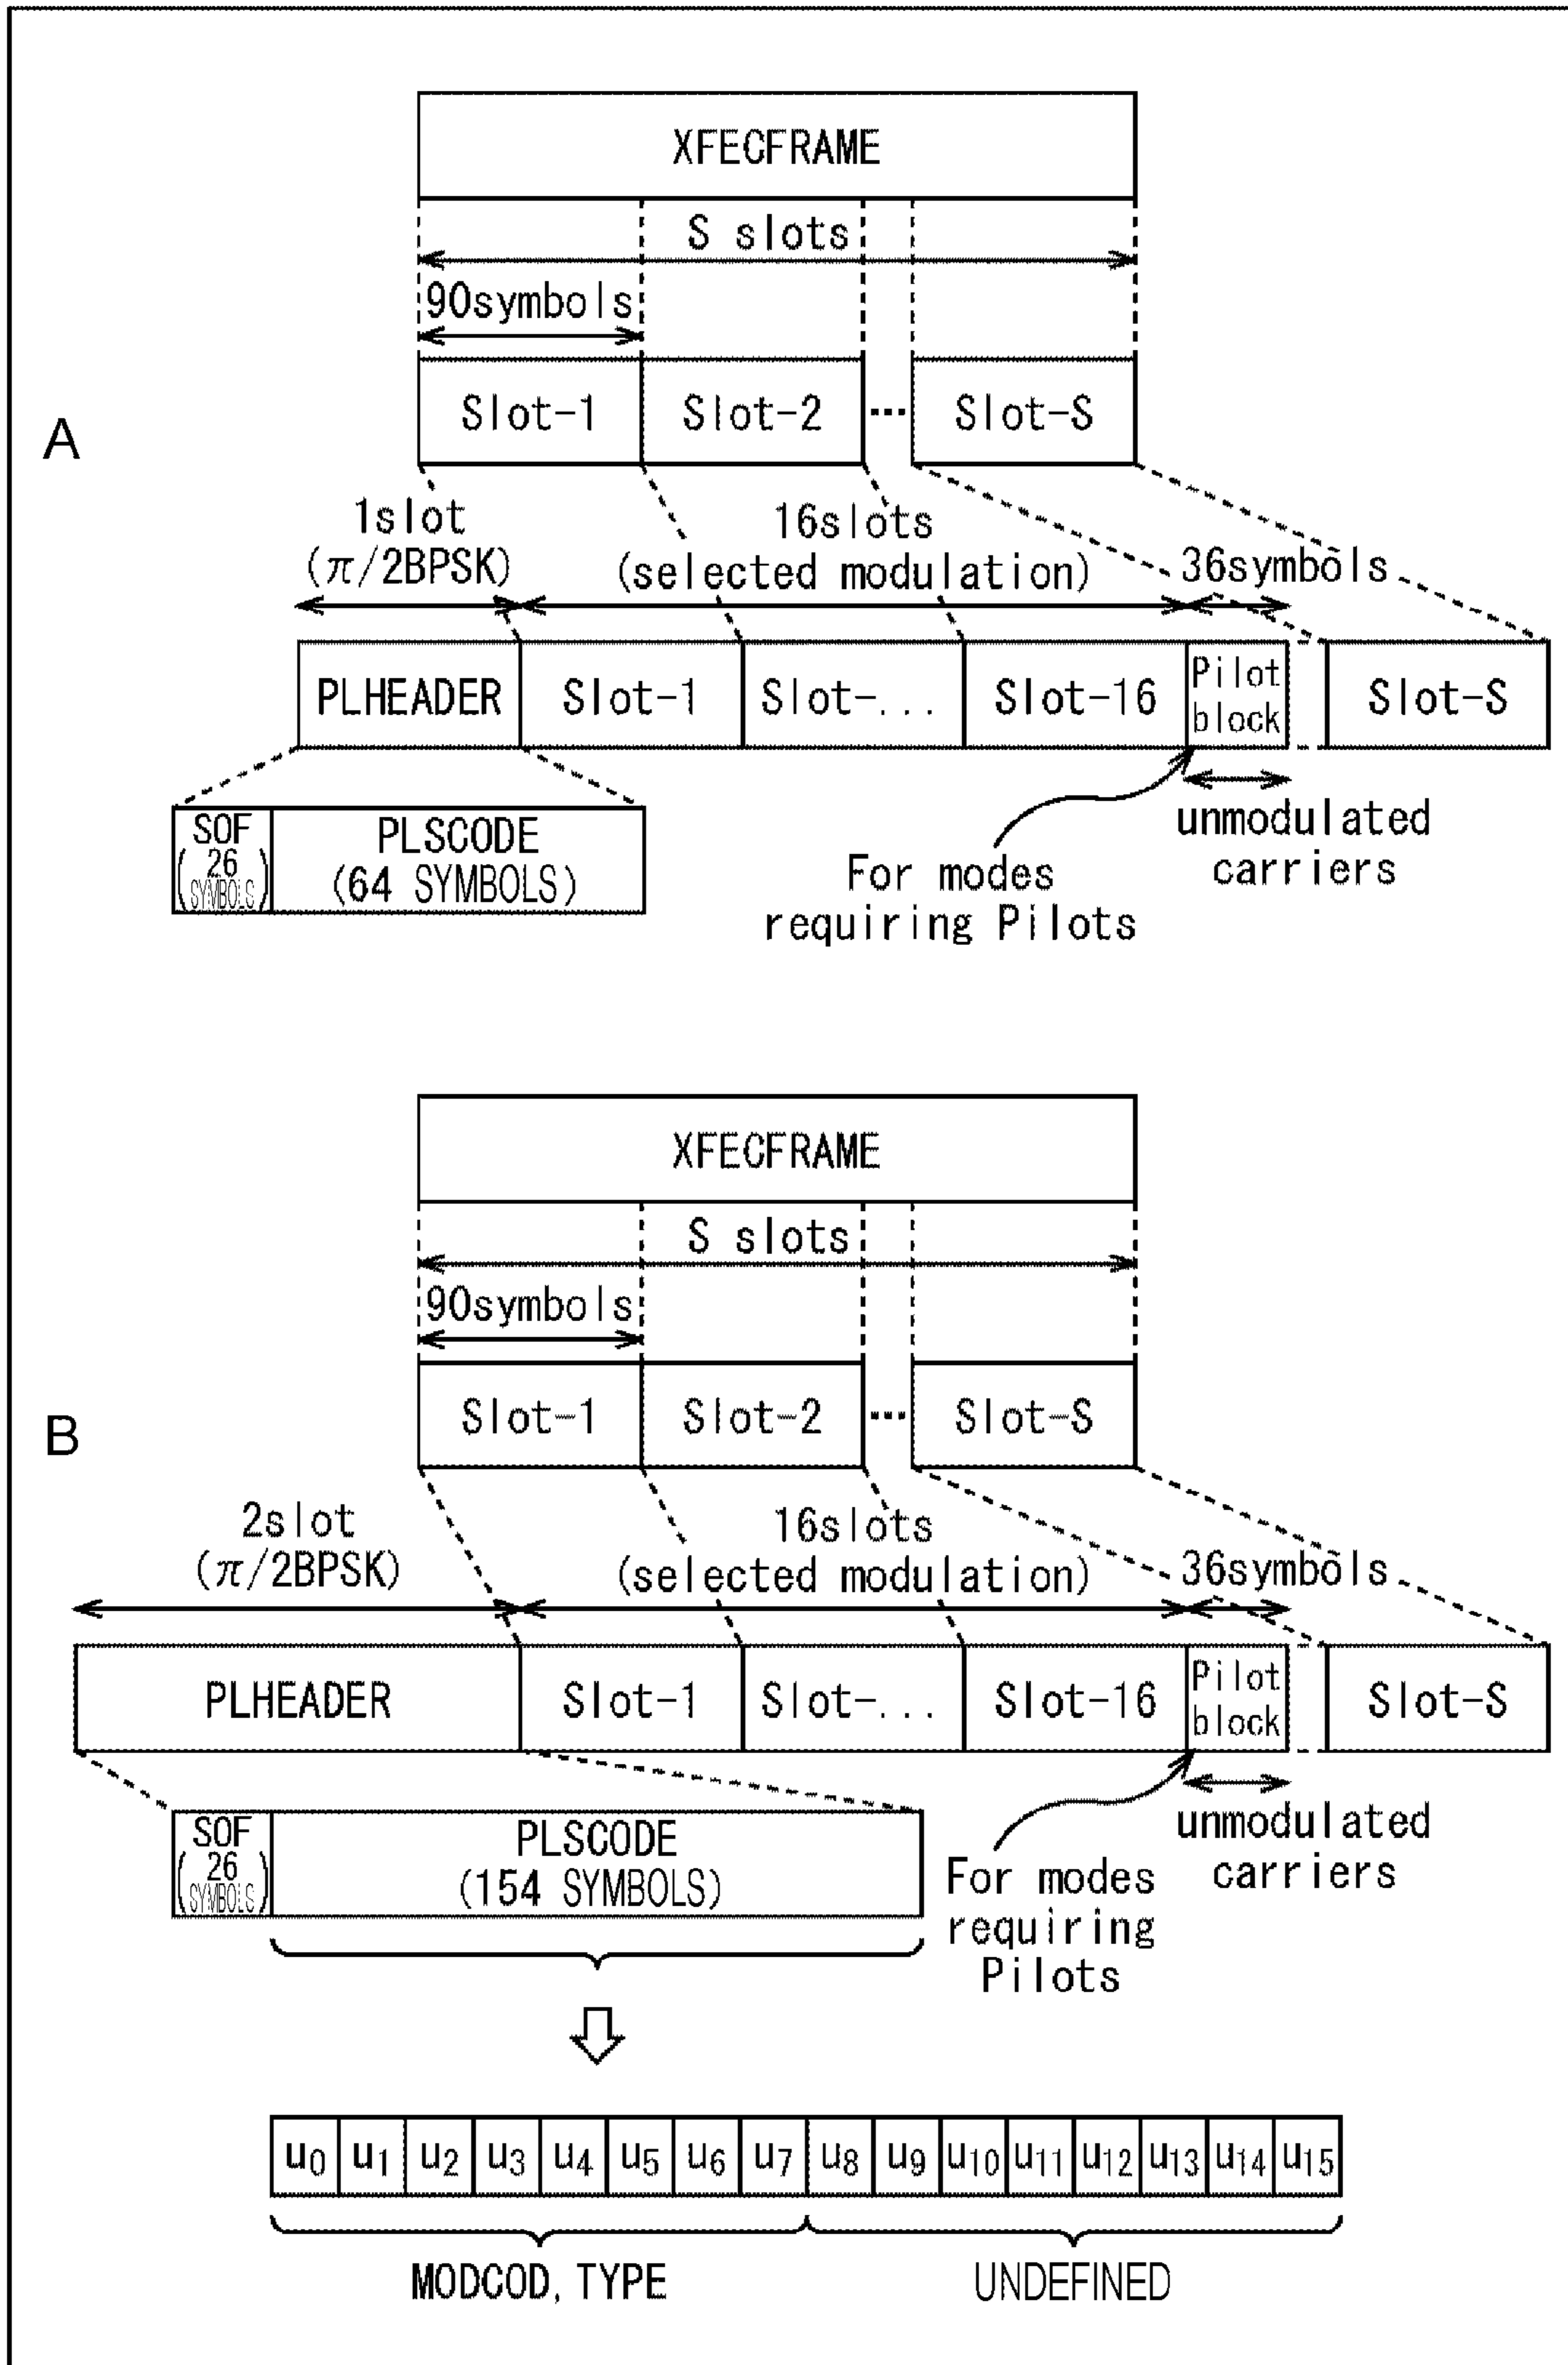 XFECFRAME
S slots
90symbols
A
Slot-1 Slot-2 ... Slot-S
1slot
(π/2BPSK)
16slots
(selected modulation)
36symbols
PLHEADER Slot-1 Slot-... Slot-16 Pilot block Slot-S
SOF
(26 SYMBOLS)
PLSCODE
(64 SYMBOLS)
For modes
requiring Pilots
unmodulated
carriers
XFECFRAME
S slots
90symbols
B
Slot-1 Slot-2 ... Slot-S
2slot
(π/2BPSK)
16slots
(selected modulation)
36symbols
PLHEADER Slot-1 Slot-... Slot-16 Pilot block Slot-S
SOF
(26 SYMBOLS)
PLSCODE
(154 SYMBOLS)
For modes
requiring
Pilots
unmodulated
carriers
u0 u1 u2 u3 u4 u5 u6 u7 u8 u9 u10 u11 u12 u13 u14 u15
MODCOD, TYPE UNDEFINED